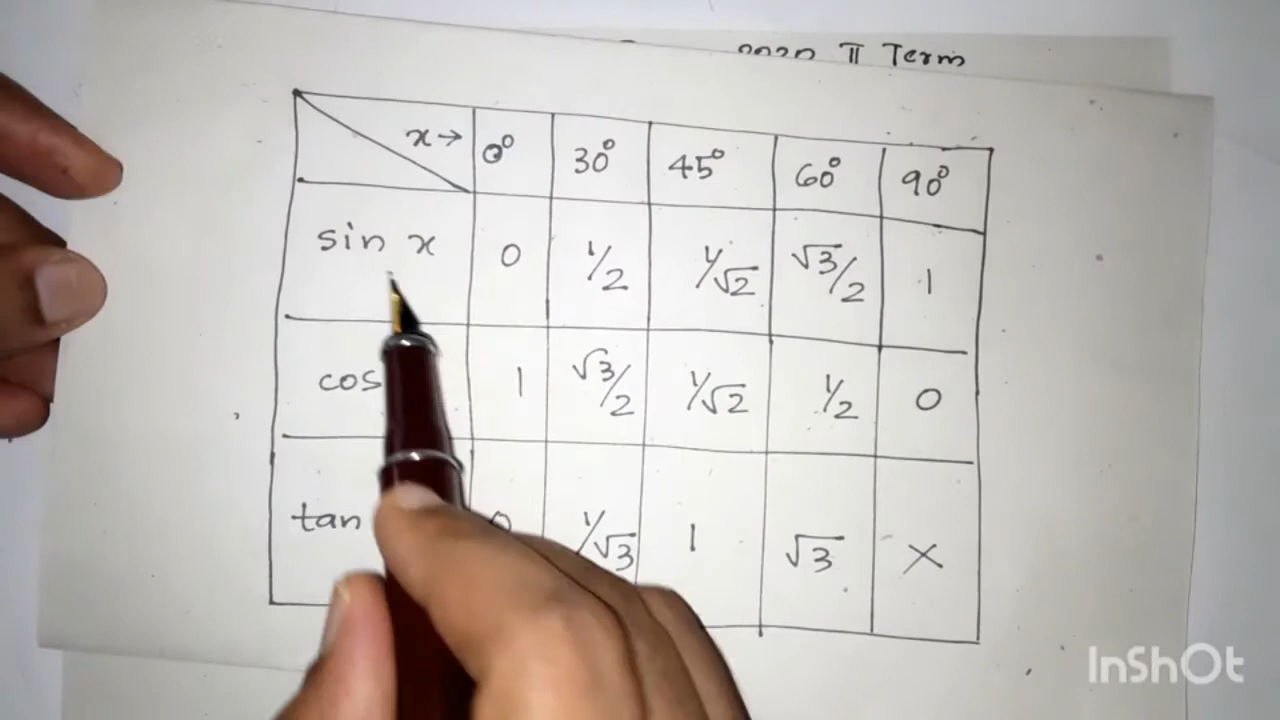 2020 II Term
x→ 0° 30° 45° 60° 90°
sin x 0 1/2 1/√2 √3/2 1
cos 1 √3/2 1/√2 1/2 0
tan 0 1/√3 1 √3 X
InShOt